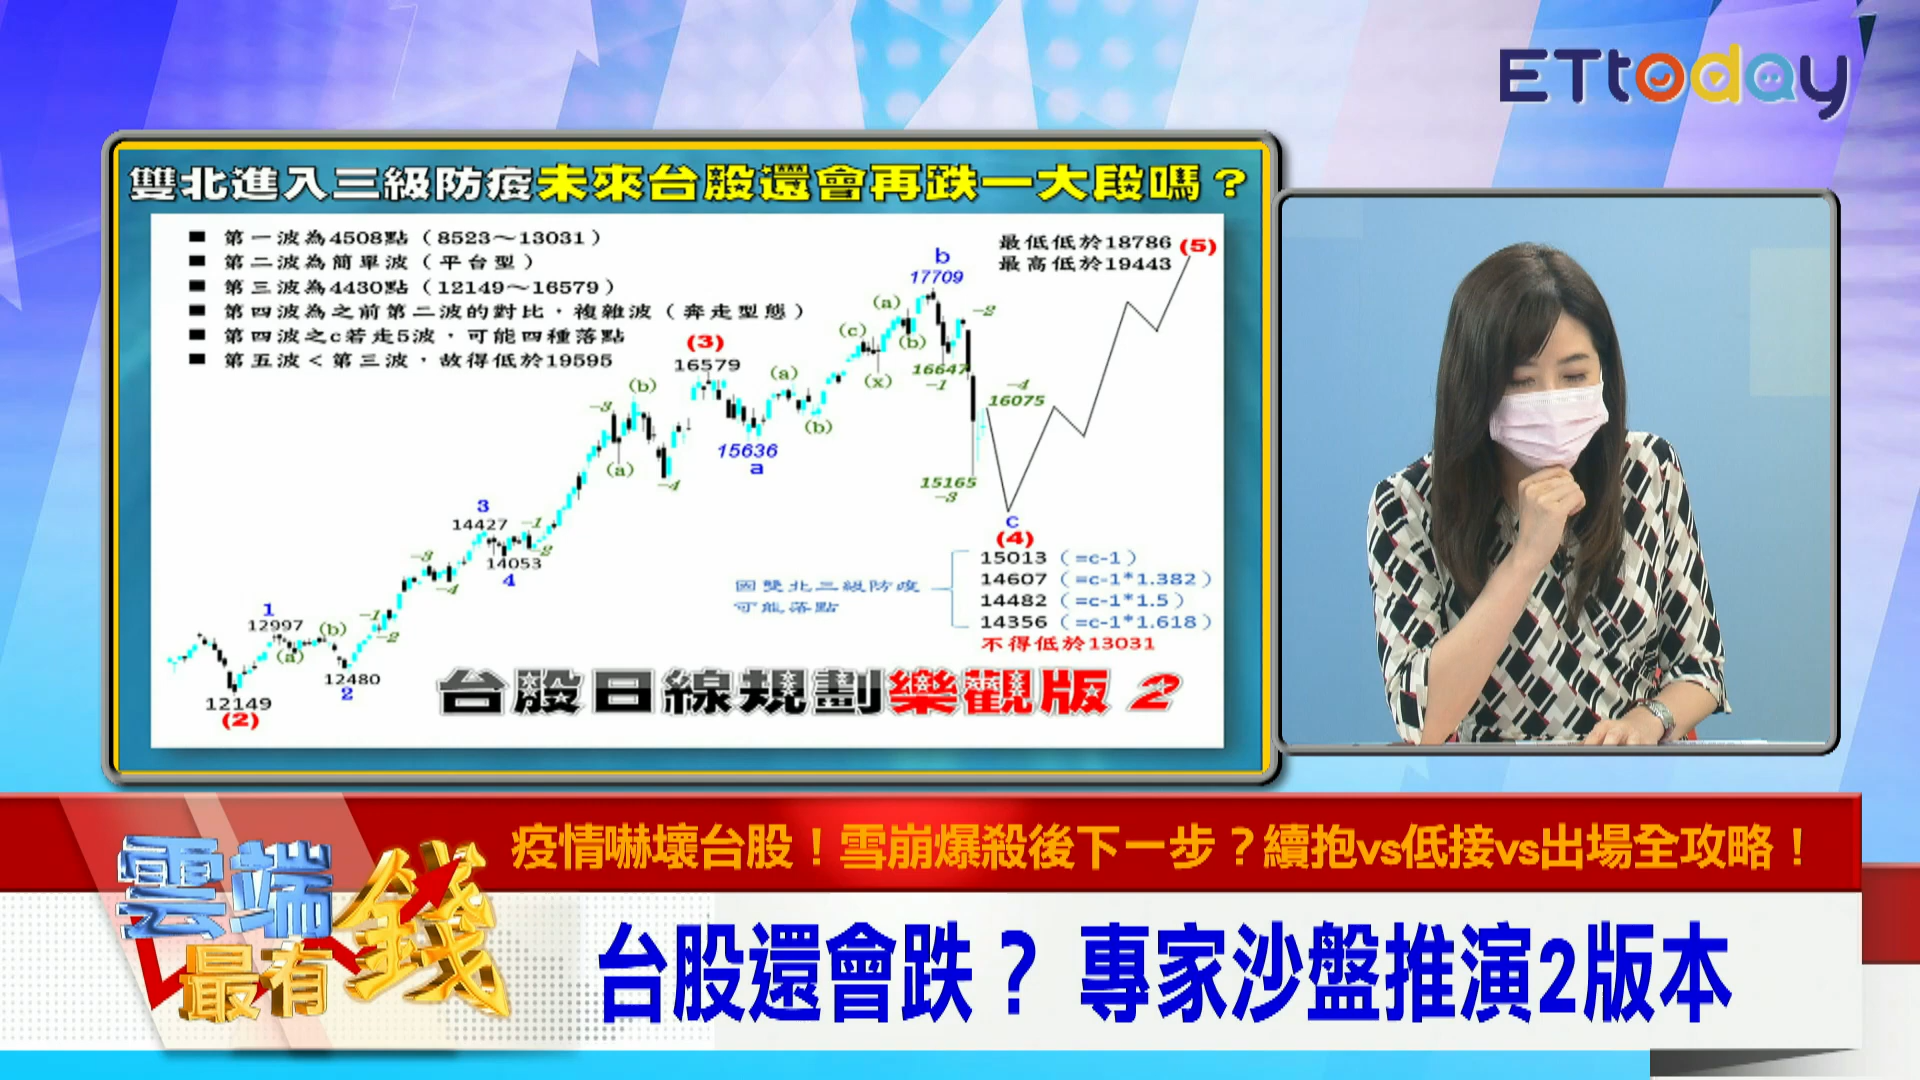 ETtoday
雙北進入三級防疫未來台股還會再跌一大段嗎？
■ 第一波為4508點（8523～13031）
■ 第二波為簡單波（平台型）
■ 第三波為4430點（12149～16579）
■ 第四波為之前第二波的對比，複雜波（奔走型態）
■ 第四波之c若走5波，可能四種落點
■ 第五波＜第三波，故得低於19595
最低低於18786
最高低於19443
(5)
b
17709
-2
(a)
(c)
(b)
(x)
16647
-1
-4
16075
(3)
16579
(a)
(b)
15636
a
(b)
-3
(a)
-4
15165
-3
c
(4)
3
14427
-1
-2
14053
4
-3
-4
1
12997
(b)
(a)
-1
-2
12480
2
12149
(2)
因雙北三級防疫
可能落點
15013（=c-1）
14607（=c-1*1.382）
14482（=c-1*1.5）
14356（=c-1*1.618）
不得低於13031
台股日線規劃樂觀版 2
疫情嚇壞台股！雪崩爆殺後下一步？續抱vs低接vs出場全攻略！
雲端
最有
錢
台股還會跌？ 專家沙盤推演2版本